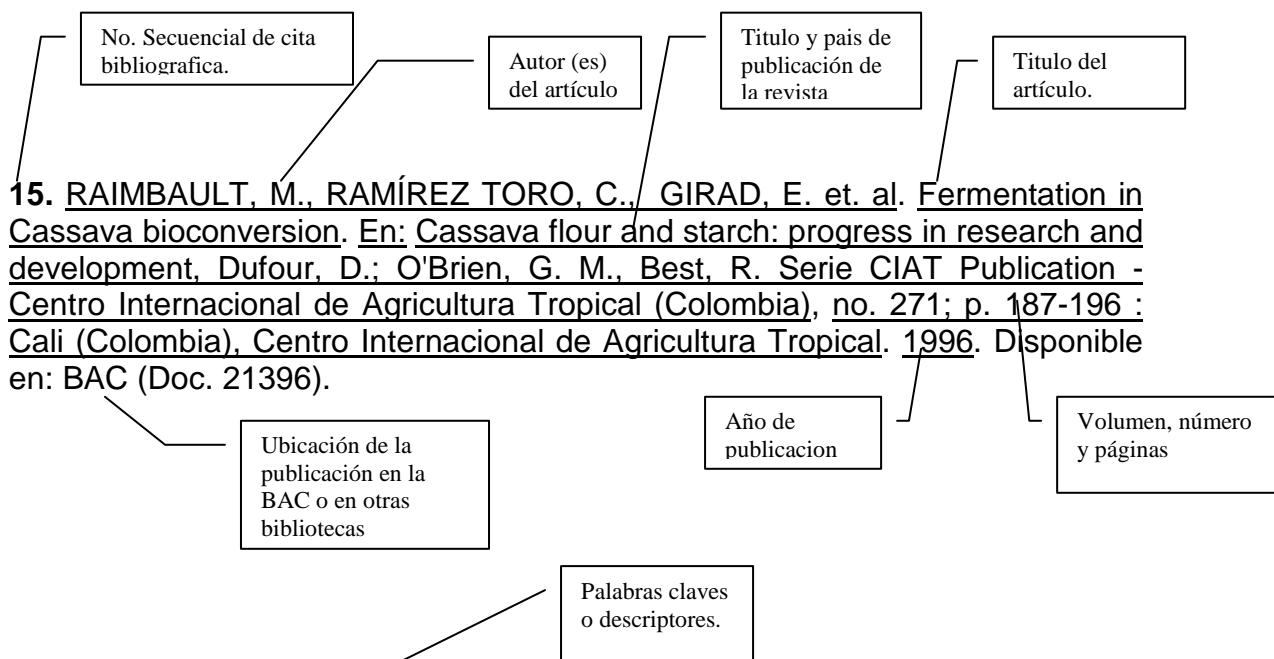 No. Secuencial de cita
bibliografica.
Autor (es)
del artículo
Titulo y pais de
publicación de
la revista
Titulo del
artículo.
15. RAIMBAULT, M., RAMÍREZ TORO, C., GIRAD, E. et. al. Fermentation in
Cassava bioconversion. En: Cassava flour and starch: progress in research and
development, Dufour, D.; O'Brien, G. M., Best, R. Serie CIAT Publication -
Centro Internacional de Agricultura Tropical (Colombia), no. 271; p. 187-196 :
Cali (Colombia), Centro Internacional de Agricultura Tropical. 1996. Disponible
en: BAC (Doc. 21396).
Ubicación de la
publicación en la
BAC o en otras
bibliotecas
Año de
publicacion
Volumen, número
y páginas
Palabras claves
o descriptores.